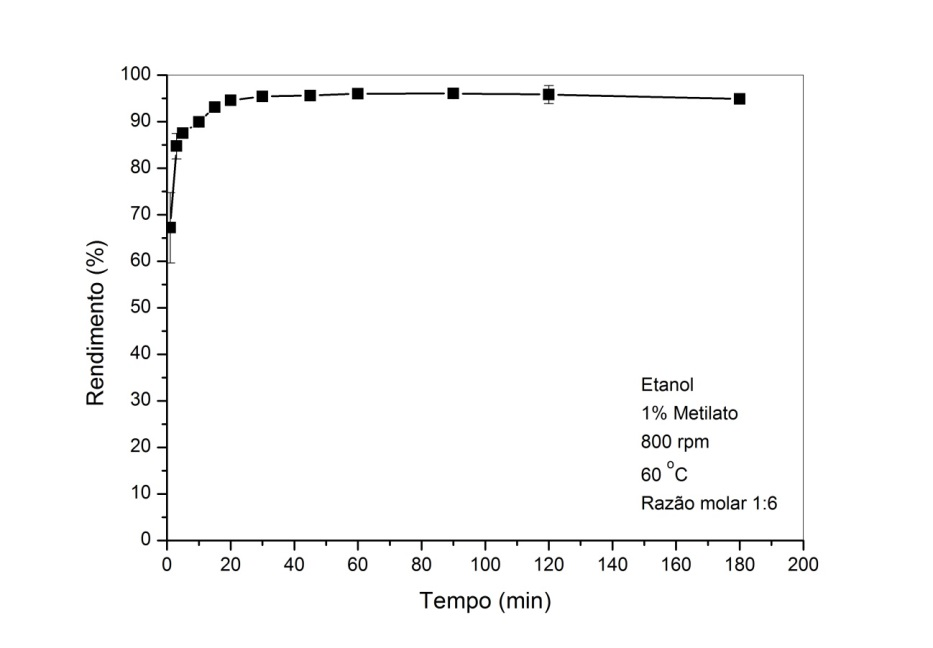 100
90
80
70
60
50
40
30
20
10
0
Rendimento (%)
Etanol
1% Metilato
800 rpm
60 °C
Razão molar 1:6
0 20 40 60 80 100 120 140 160 180 200
Tempo (min)